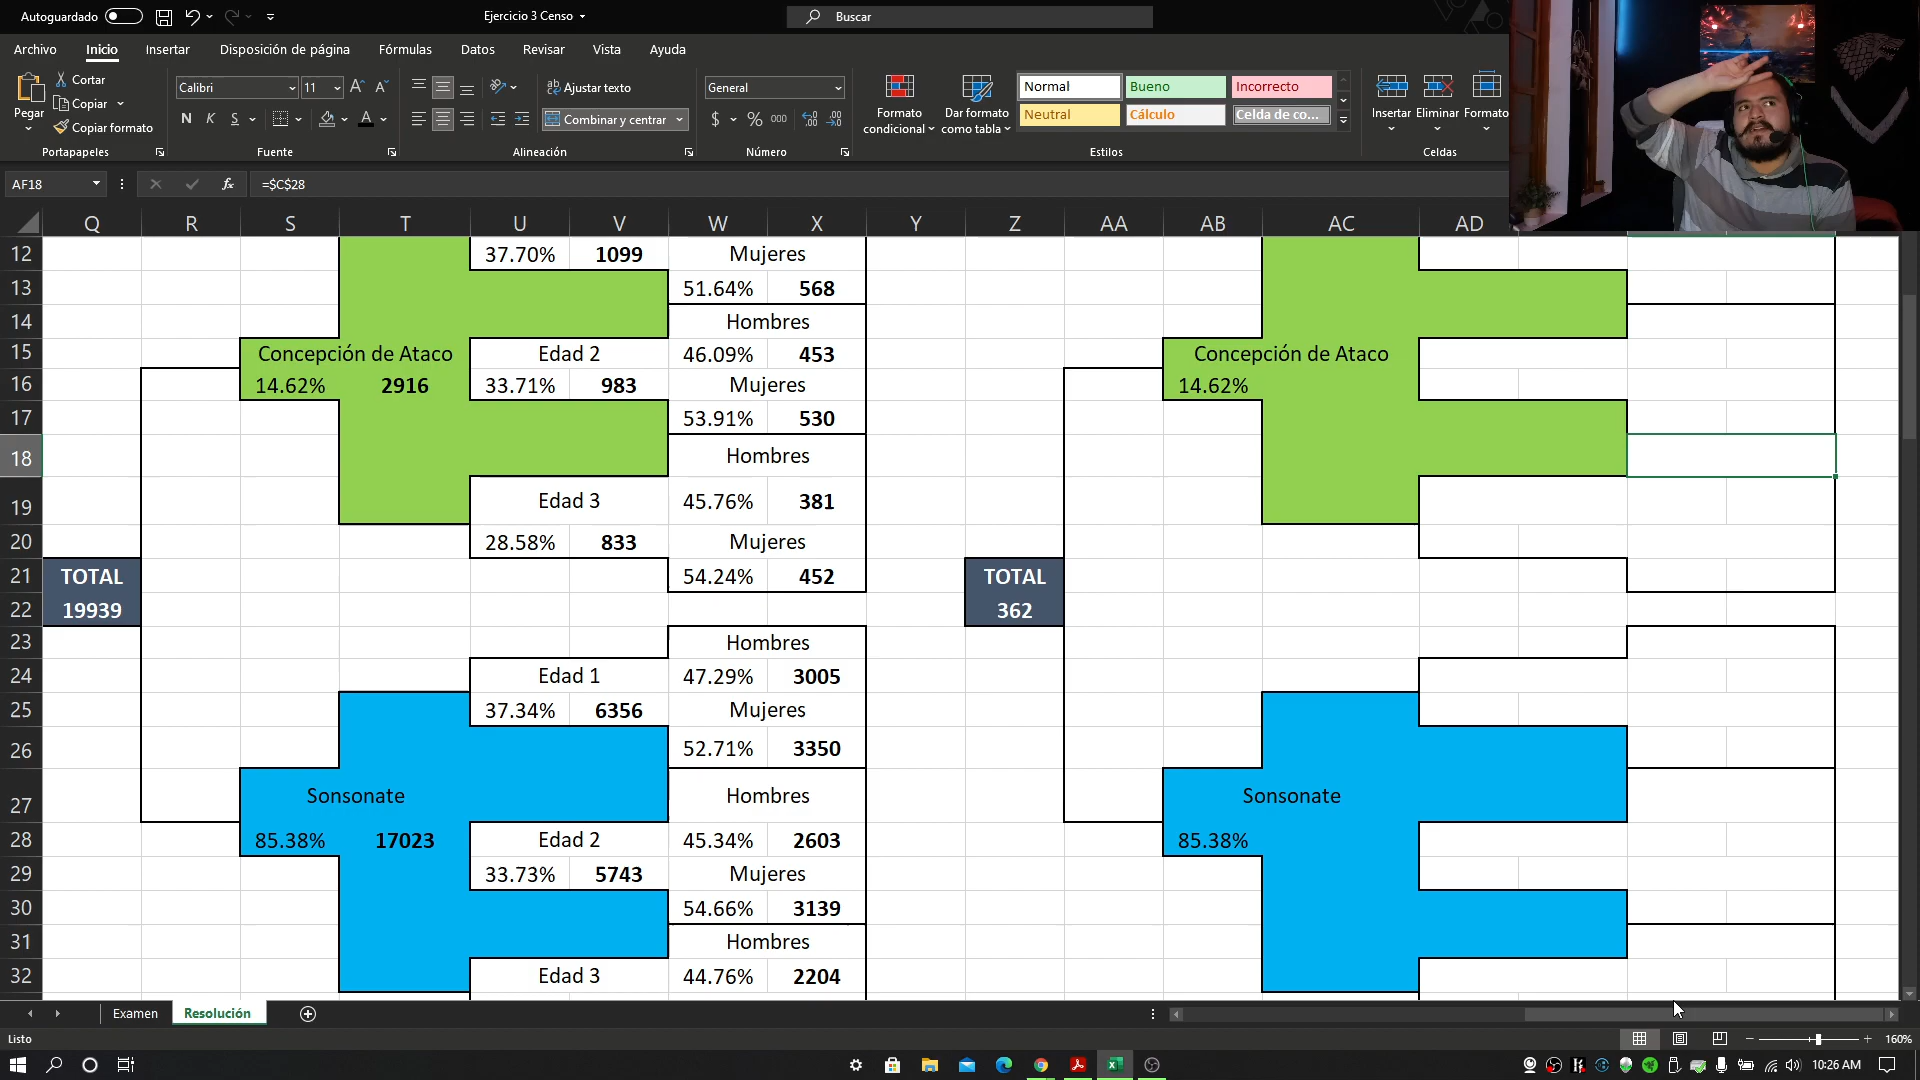 Autoguardado
Ejercicio 3 Censo
Buscar
Archivo Inicio Insertar Disposición de página Fórmulas Datos Revisar Vista Ayuda
Pegar
Cortar
Copiar
Copiar formato
Portapapeles
Calibri 11
N K S
Fuente
Ajustar texto
Combinar y centrar
Alineación
General
$ % 000
Número
Formato condicional
Dar formato como tabla
Normal Bueno Incorrecto
Neutral Cálculo Celda de co...
Estilos
Insertar Eliminar Formato
Celdas
AF18 fx =$C$28
Q R S T U V W X Y Z AA AB AC AD
12 37.70% 1099 Mujeres
13 51.64% 568
14 Hombres
15 Concepción de Ataco Edad 2 46.09% 453 Concepción de Ataco
16 14.62% 2916 33.71% 983 Mujeres 14.62%
17 53.91% 530
18 Hombres
19 Edad 3 45.76% 381
20 28.58% 833 Mujeres
21 TOTAL 54.24% 452 TOTAL
22 19939 362
23 Hombres
24 Edad 1 47.29% 3005
25 37.34% 6356 Mujeres
26 52.71% 3350
27 Sonsonate Hombres Sonsonate
28 85.38% 17023 Edad 2 45.34% 2603 85.38%
29 33.73% 5743 Mujeres
30 54.66% 3139
31 Hombres
32 Edad 3 44.76% 2204
Examen Resolución
Listo
160%
10:26 AM